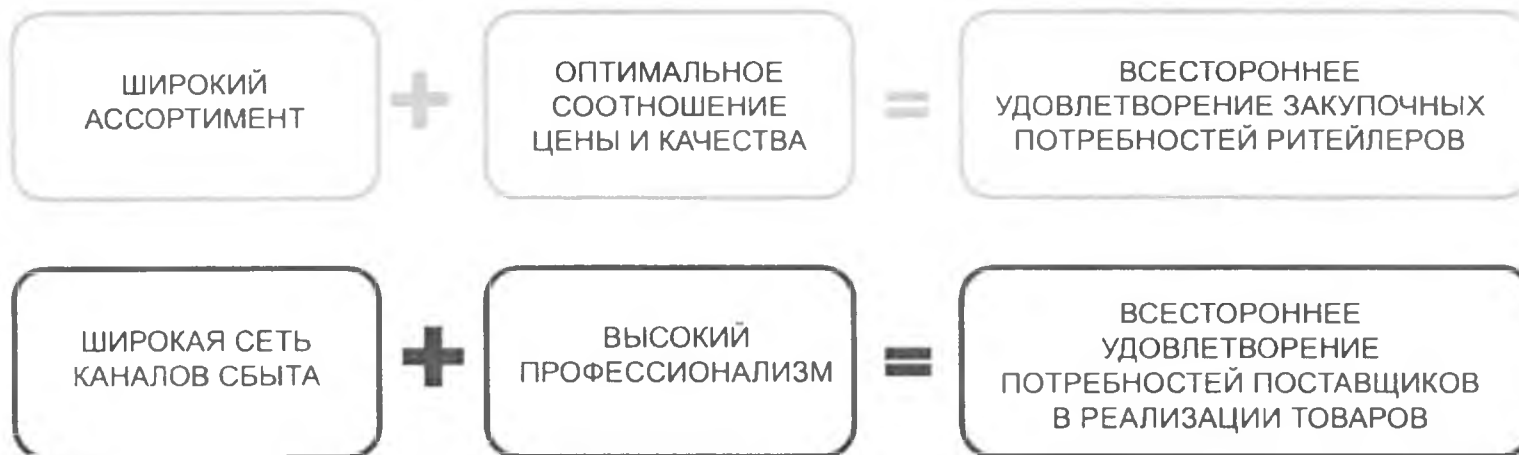 ШИРОКИЙ
АССОРТИМЕНТ
+
ОПТИМАЛЬНОЕ
СООТНОШЕНИЕ
ЦЕНЫ И КАЧЕСТВА
=
ВСЕСТОРОННЕЕ
УДОВЛЕТВОРЕНИЕ ЗАКУПОЧНЫХ
ПОТРЕБНОСТЕЙ РИТЕЙЛЕРОВ
ШИРОКАЯ СЕТЬ
КАНАЛОВ СБЫТА
+
ВЫСОКИЙ
ПРОФЕССИОНАЛИЗМ
=
ВСЕСТОРОННЕЕ
УДОВЛЕТВОРЕНИЕ
ПОТРЕБНОСТЕЙ ПОСТАВЩИКОВ
В РЕАЛИЗАЦИИ ТОВАРОВ